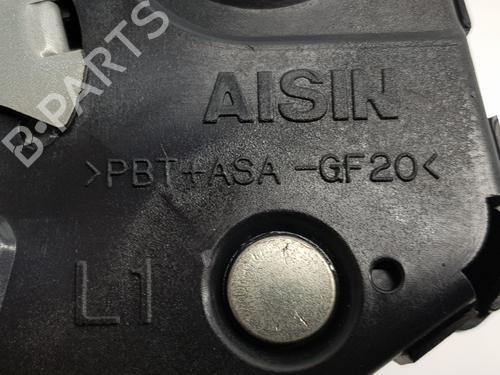 B-PARTS
AISIN
>PBT+ASA-GF20<
L1